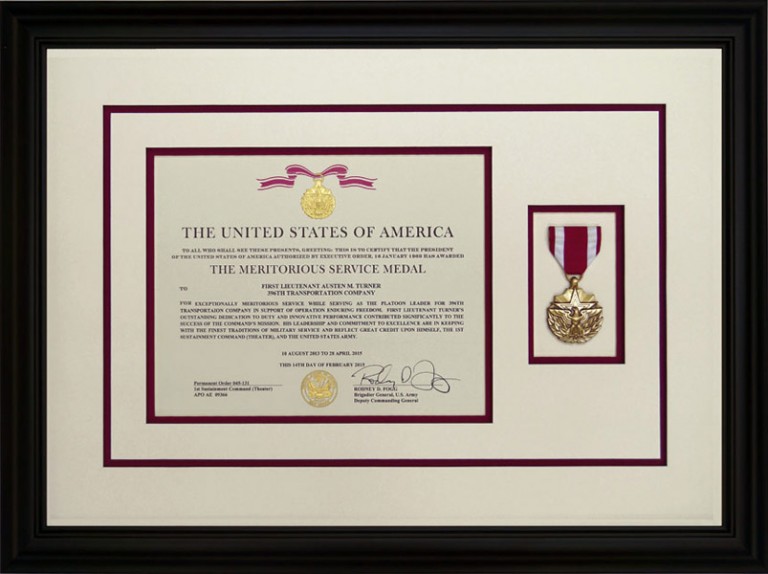 THE UNITED STATES OF AMERICA
TO ALL WHO SHALL SEE THESE PRESENTS, GREETING: THIS IS TO CERTIFY THAT THE PRESIDENT
OF THE UNITED STATES OF AMERICA AUTHORIZED BY EXECUTIVE ORDER, 16 JANUARY 1969 HAS AWARDED
THE MERITORIOUS SERVICE MEDAL
TO
FIRST LIEUTENANT AUSTEN M. TURNER
396TH TRANSPORTATION COMPANY
FOR EXCEPTIONALLY MERITORIOUS SERVICE WHILE SERVING AS THE PLATOON LEADER FOR 396TH
TRANSPORTATION COMPANY IN SUPPORT OF OPERATION ENDURING FREEDOM. FIRST LIEUTENANT TURNER'S
OUTSTANDING DEDICATION TO DUTY AND INNOVATIVE PERFORMANCE CONTRIBUTED SIGNIFICANTLY TO THE
SUCCESS OF THE COMMAND'S MISSION. HIS LEADERSHIP AND COMMITMENT TO EXCELLENCE ARE IN KEEPING
WITH THE FINEST TRADITIONS OF MILITARY SERVICE AND REFLECT GREAT CREDIT UPON HIMSELF, THE 1ST
SUSTAINMENT COMMAND (THEATER), AND THE UNITED STATES ARMY.
18 AUGUST 2013 TO 28 APRIL 2015
THIS 10TH DAY OF FEBRUARY 2015
Permanent Order 045-131
1st Sustainment Command (Theater)
APO AE 09366
RODNEY D. FOGG
Brigadier General, U.S. Army
Deputy Commanding General